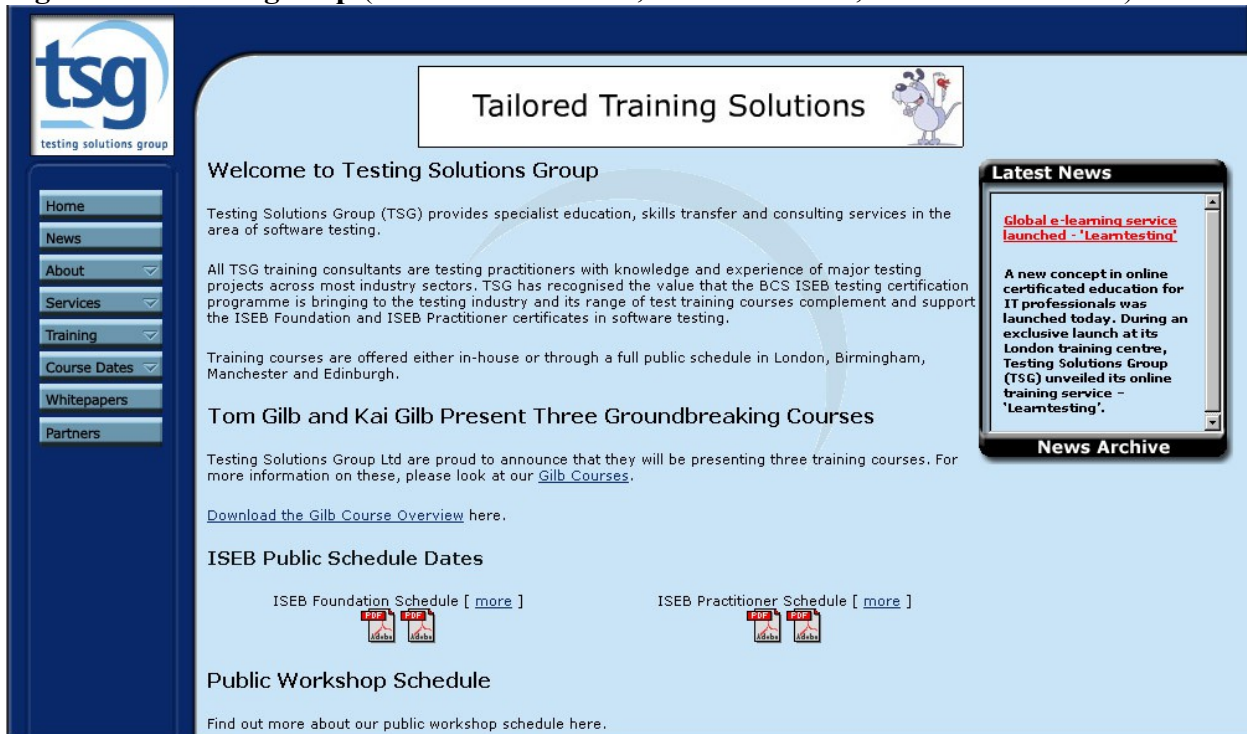 tsg
testing solutions group
Home
News
About
Services
Training
Course Dates
Whitepapers
Partners
Tailored Training Solutions
Welcome to Testing Solutions Group
Testing Solutions Group (TSG) provides specialist education, skills transfer and consulting services in the
area of software testing.
All TSG training consultants are testing practitioners with knowledge and experience of major testing
projects across most industry sectors. TSG has recognised the value that the BCS ISEB testing certification
programme is bringing to the testing industry and its range of test training courses complement and support
the ISEB Foundation and ISEB Practitioner certificates in software testing.
Training courses are offered either in-house or through a full public schedule in London, Birmingham,
Manchester and Edinburgh.
Tom Gilb and Kai Gilb Present Three Groundbreaking Courses
Testing Solutions Group Ltd are proud to announce that they will be presenting three training courses. For
more information on these, please look at our Gilb Courses.
Download the Gilb Course Overview here.
ISEB Public Schedule Dates
ISEB Foundation Schedule [ more ]
PDF PDF
Adobe Adobe
ISEB Practitioner Schedule [ more ]
PDF PDF
Adobe Adobe
Public Workshop Schedule
Find out more about our public workshop schedule here.
Latest News
Global e-learning service
launched - 'Learntesting'
A new concept in online
certificated education for
IT professionals was
launched today. During an
exclusive launch at its
London training centre,
Testing Solutions Group
(TSG) unveiled its online
training service –
'Learntesting'.
News Archive